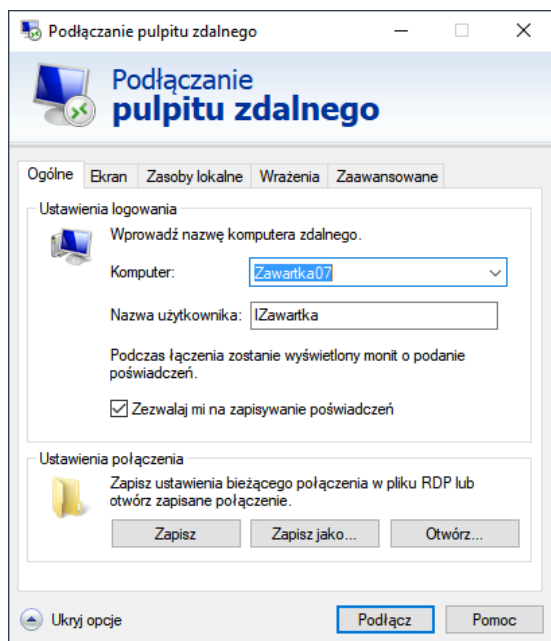 Podłączanie pulpitu zdalnego
Podłączanie
pulpitu zdalnego
Ogólne Ekran Zasoby lokalne Wrażenia Zaawansowane
Ustawienia logowania
Wprowadź nazwę komputera zdalnego.
Komputer: Zawartka07
Nazwa użytkownika: IZawartka
Podczas łączenia zostanie wyświetlony monit o podanie
poświadczeń.
Zezwalaj mi na zapisywanie poświadczeń
Ustawienia połączenia
Zapisz ustawienia bieżącego połączenia w pliku RDP lub
otwórz zapisane połączenie.
Zapisz Zapisz jako... Otwórz...
Ukryj opcje Podłącz Pomoc